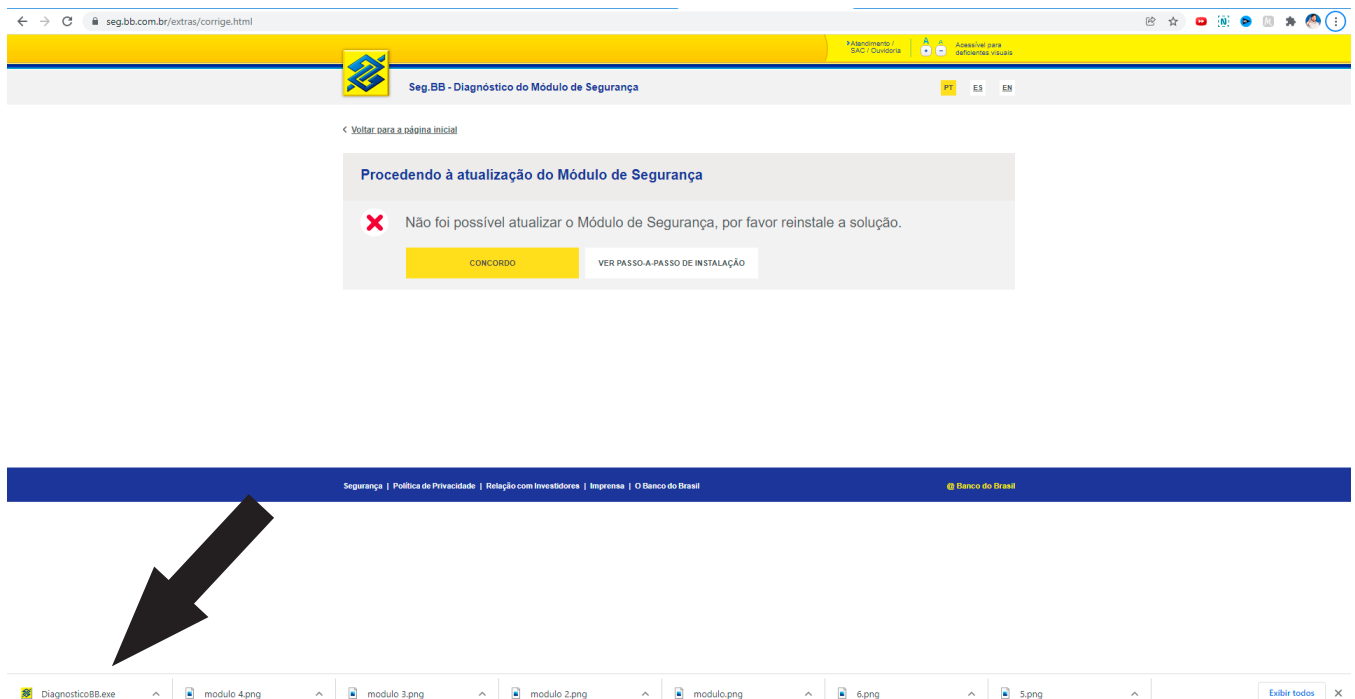 seg.bb.com.br/extras/corrige.html
Atendimento /
SAC / Ouvidoria
A A
+ −
Acessível para
deficientes visuais
Seg.BB - Diagnóstico do Módulo de Segurança
PT ES EN
< Voltar para a página inicial
Procedendo à atualização do Módulo de Segurança
Não foi possível atualizar o Módulo de Segurança, por favor reinstale a solução.
CONCORDO
VER PASSO-A-PASSO DE INSTALAÇÃO
Segurança | Política de Privacidade | Relação com Investidores | Imprensa | O Banco do Brasil
@ Banco do Brasil
DiagnosticoBB.exe
modulo 4.png
modulo 3.png
modulo 2.png
modulo.png
6.png
5.png
Exibir todos